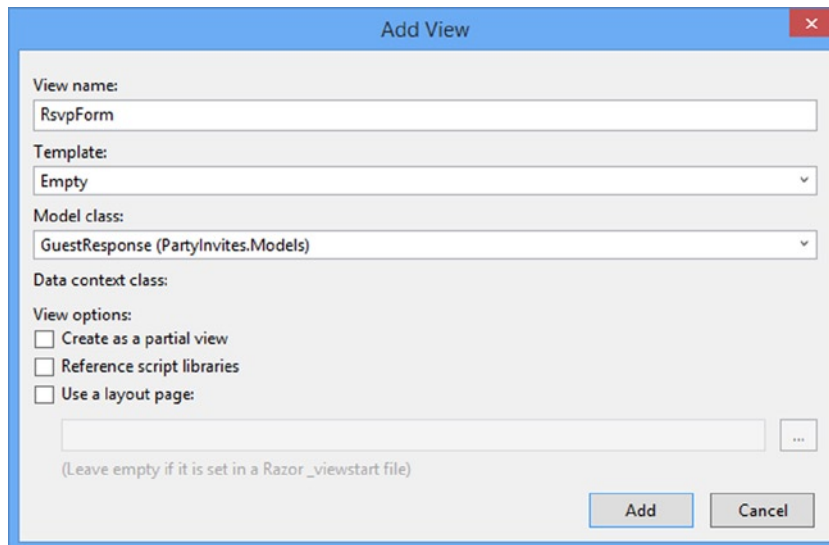 Add View
View name:
RsvpForm
Template:
Empty
Model class:
GuestResponse (PartyInvites.Models)
Data context class:
View options:
Create as a partial view
Reference script libraries
Use a layout page:
...
(Leave empty if it is set in a Razor _viewstart file)
Add Cancel